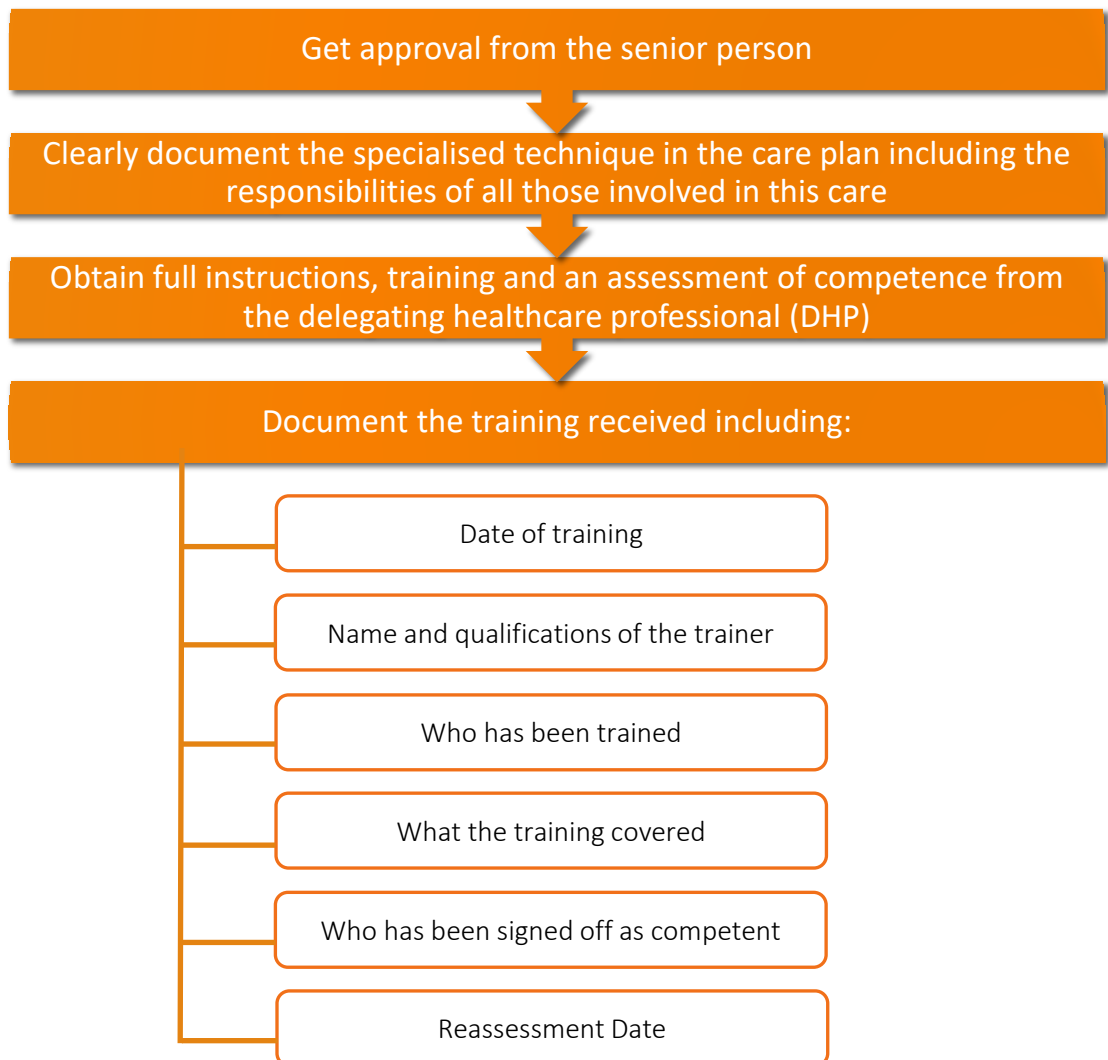 Get approval from the senior person
Clearly document the specialised technique in the care plan including the
responsibilities of all those involved in this care
Obtain full instructions, training and an assessment of competence from
the delegating healthcare professional (DHP)
Document the training received including:
Date of training
Name and qualifications of the trainer
Who has been trained
What the training covered
Who has been signed off as competent
Reassessment Date